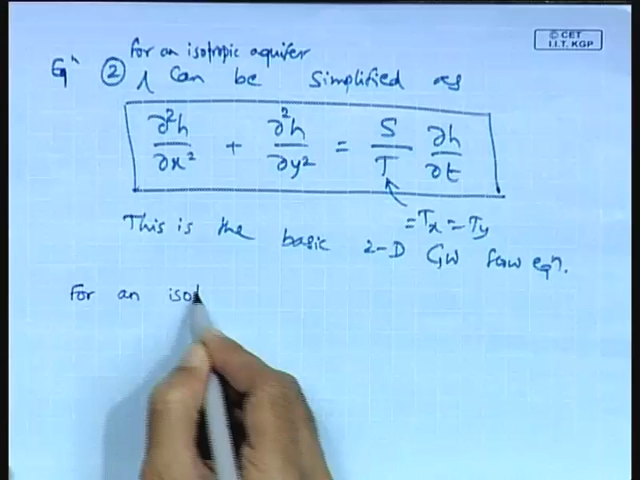 © CET
I.I.T. KGP
for an isotropic aquifer
Eqⁿ ② ⋀ can be simplified as
∂²h/∂x² + ∂²h/∂y² = S/T ∂h/∂t
= Tx = Ty
This is the basic 2-D GW flow eqⁿ.
For an iso